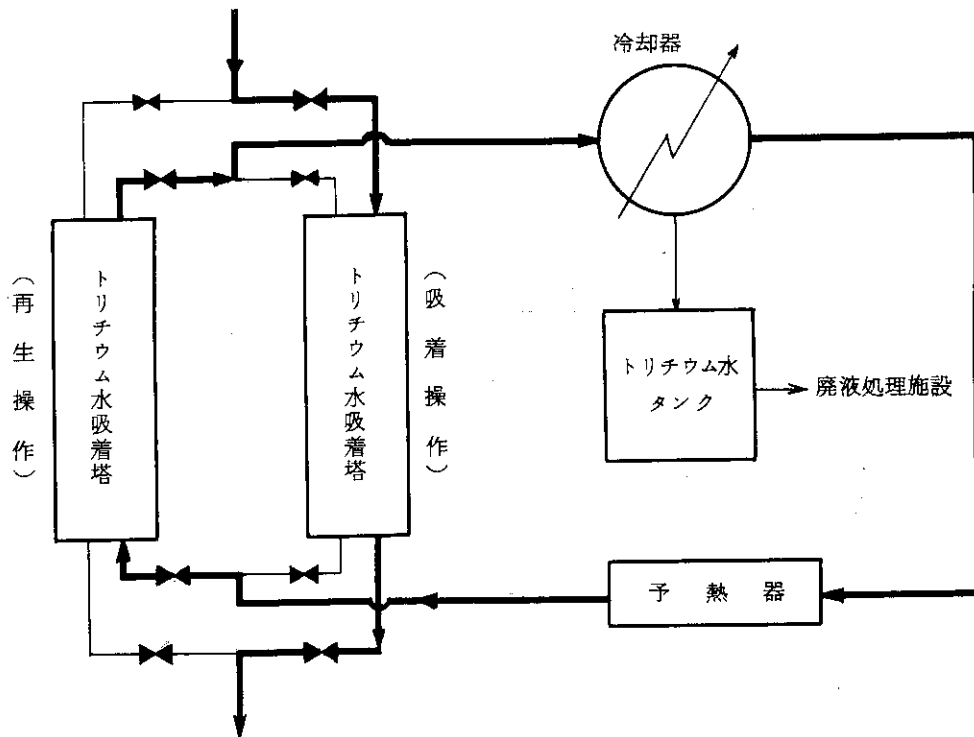 冷却器
トリチウム水吸着塔
(再生操作)
トリチウム水吸着塔
(吸着操作)
トリチウム水
タンク
廃液処理施設
予熱器